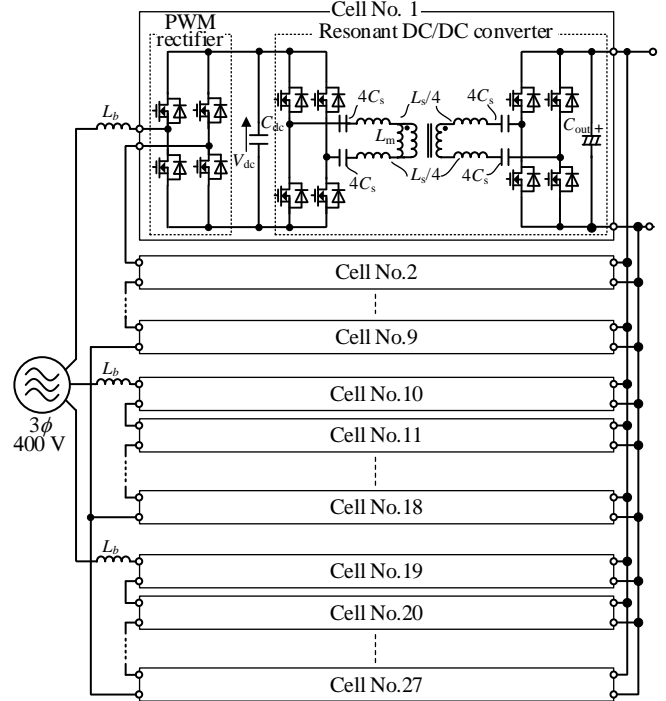 Cell No. 1
PWM rectifier
Resonant DC/DC converter
L_b
4C_s
L_s/4
4C_s
C_dc
L_m
C_out +
V_dc
4C_s
L_s/4
4C_s
Cell No.2
Cell No.9
L_b
Cell No.10
3ϕ
400 V
Cell No.11
Cell No.18
L_b
Cell No.19
Cell No.20
Cell No.27